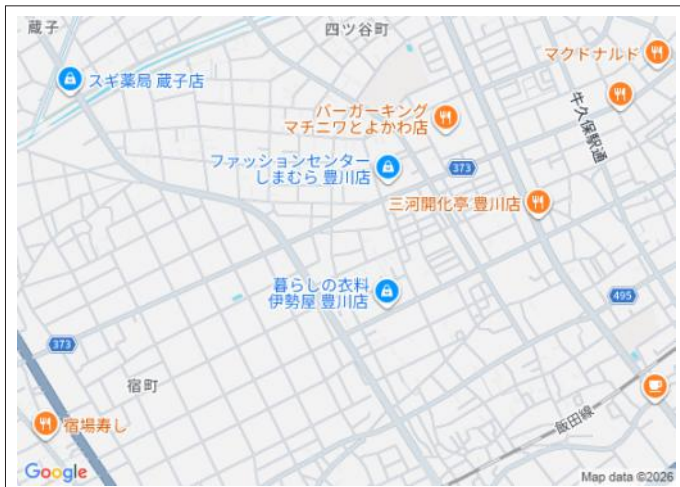 蔵子
四ツ谷町
マクドナルド
スギ薬局 蔵子店
バーガーキング
マチニワとよかわ店
牛久保駅通
ファッションセンター
しまむら 豊川店
373
三河開化亭 豊川店
暮らしの衣料
伊勢屋 豊川店
495
373
宿町
宿場寿し
飯田線
Google
Map data ©2026